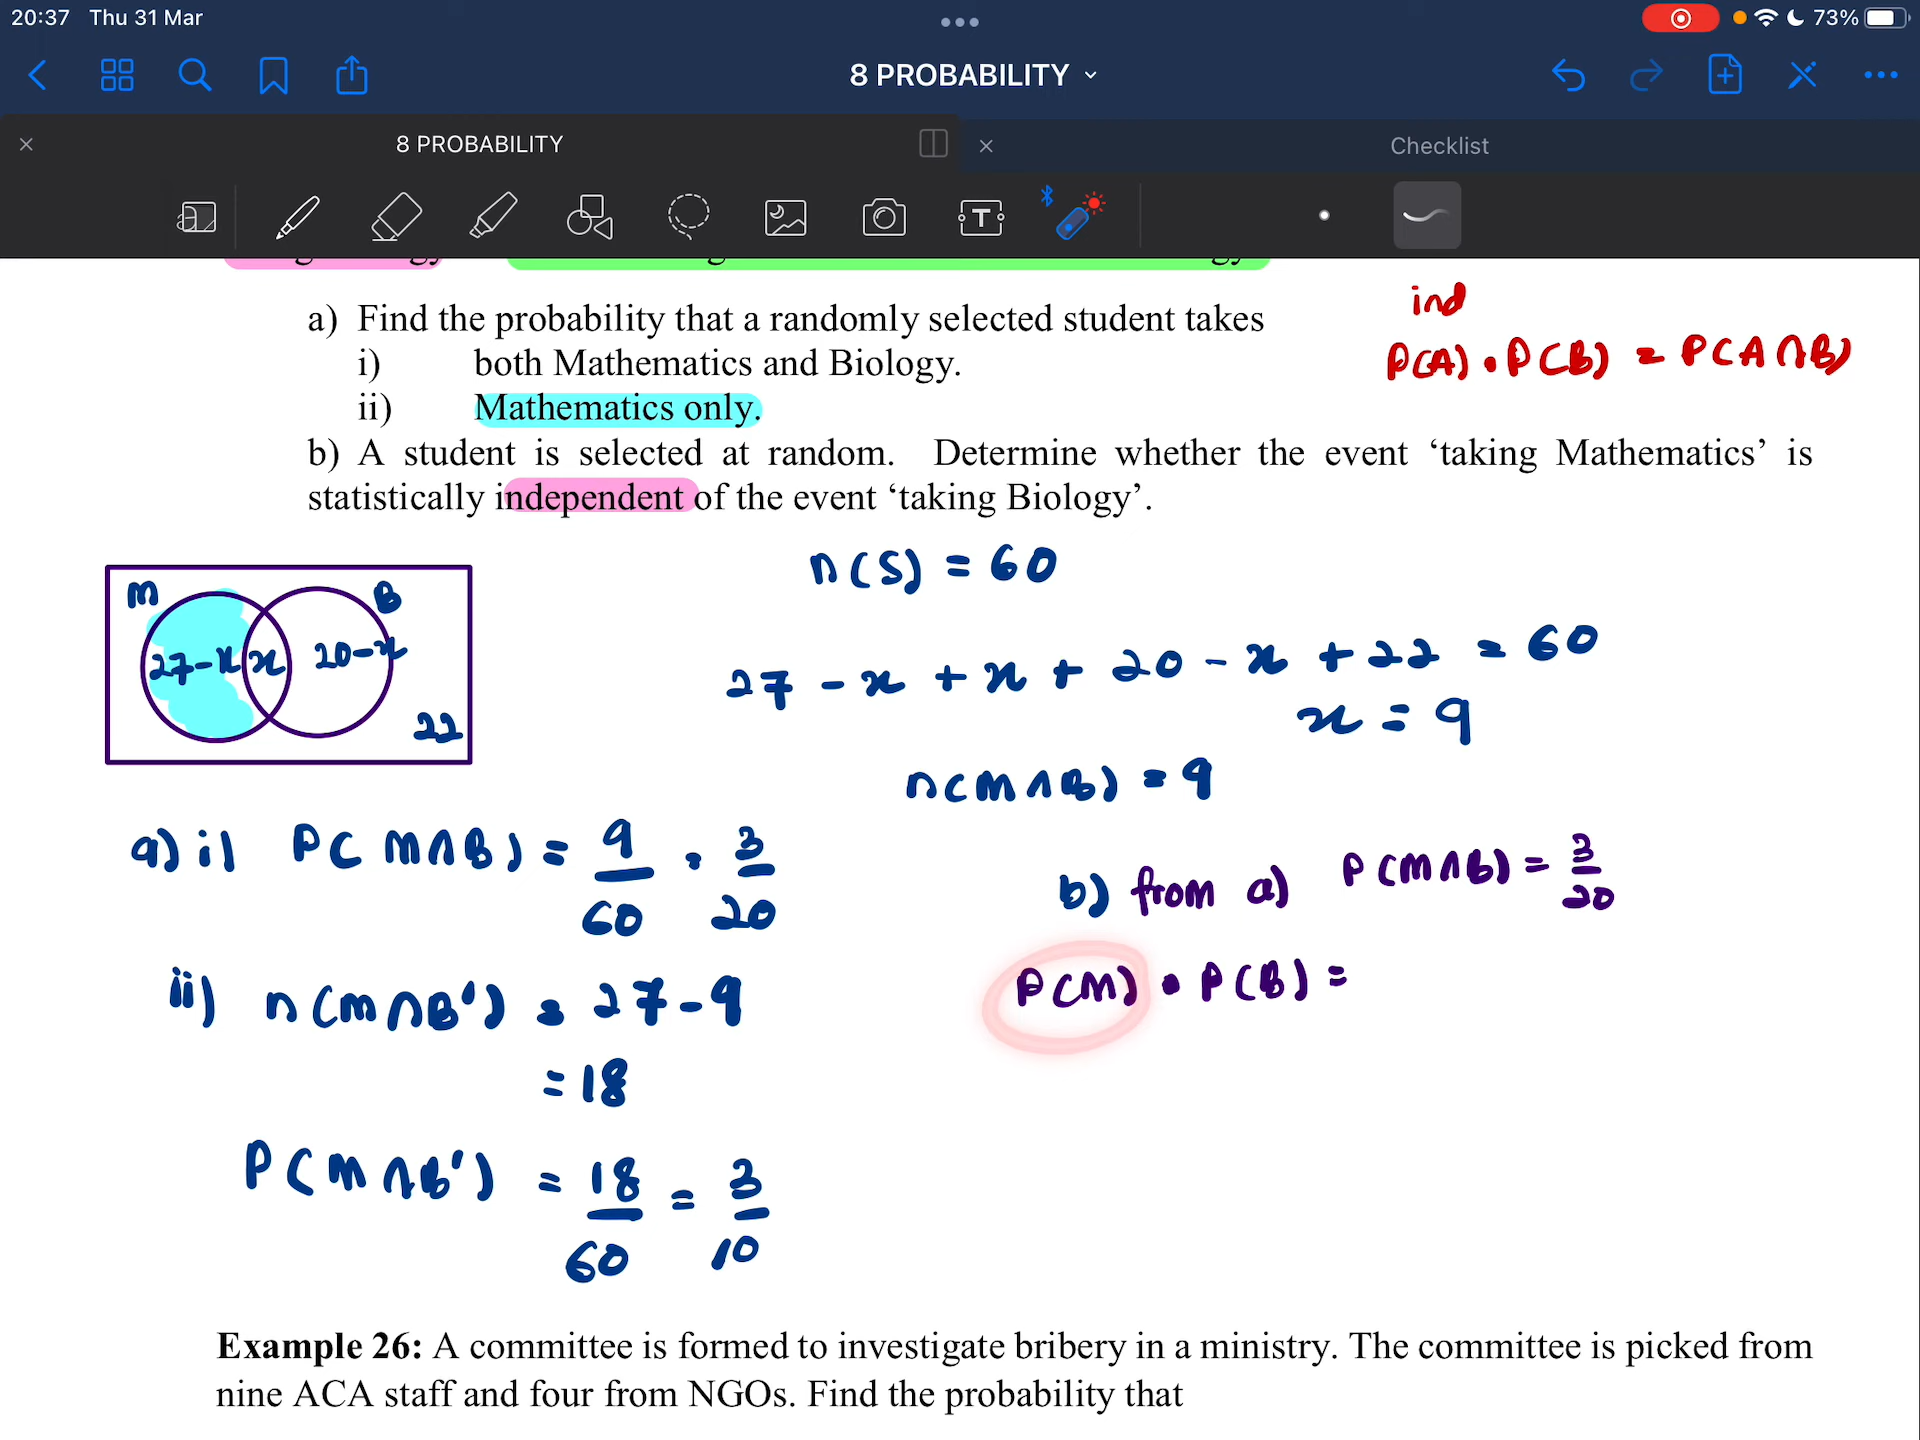 20:37 Thu 31 Mar
73%
8 PROBABILITY
8 PROBABILITY
Checklist
a) Find the probability that a randomly selected student takes
i) both Mathematics and Biology.
ii) Mathematics only.
b) A student is selected at random. Determine whether the event ‘taking Mathematics’ is
statistically independent of the event ‘taking Biology’.
ind
P(A) • P(B) = P(A∩B)
M B
27-x x 20-x
22
n(S) = 60
27 - x + x + 20 - x + 22 = 60
x = 9
n(M∩B) = 9
a) i) P(M∩B) = 9/60 = 3/20
ii) n(M∩B') = 27-9
= 18
P(M∩B') = 18/60 = 3/10
b) from a) P(M∩B) = 3/20
P(M) • P(B) =
Example 26: A committee is formed to investigate bribery in a ministry. The committee is picked from
nine ACA staff and four from NGOs. Find the probability that